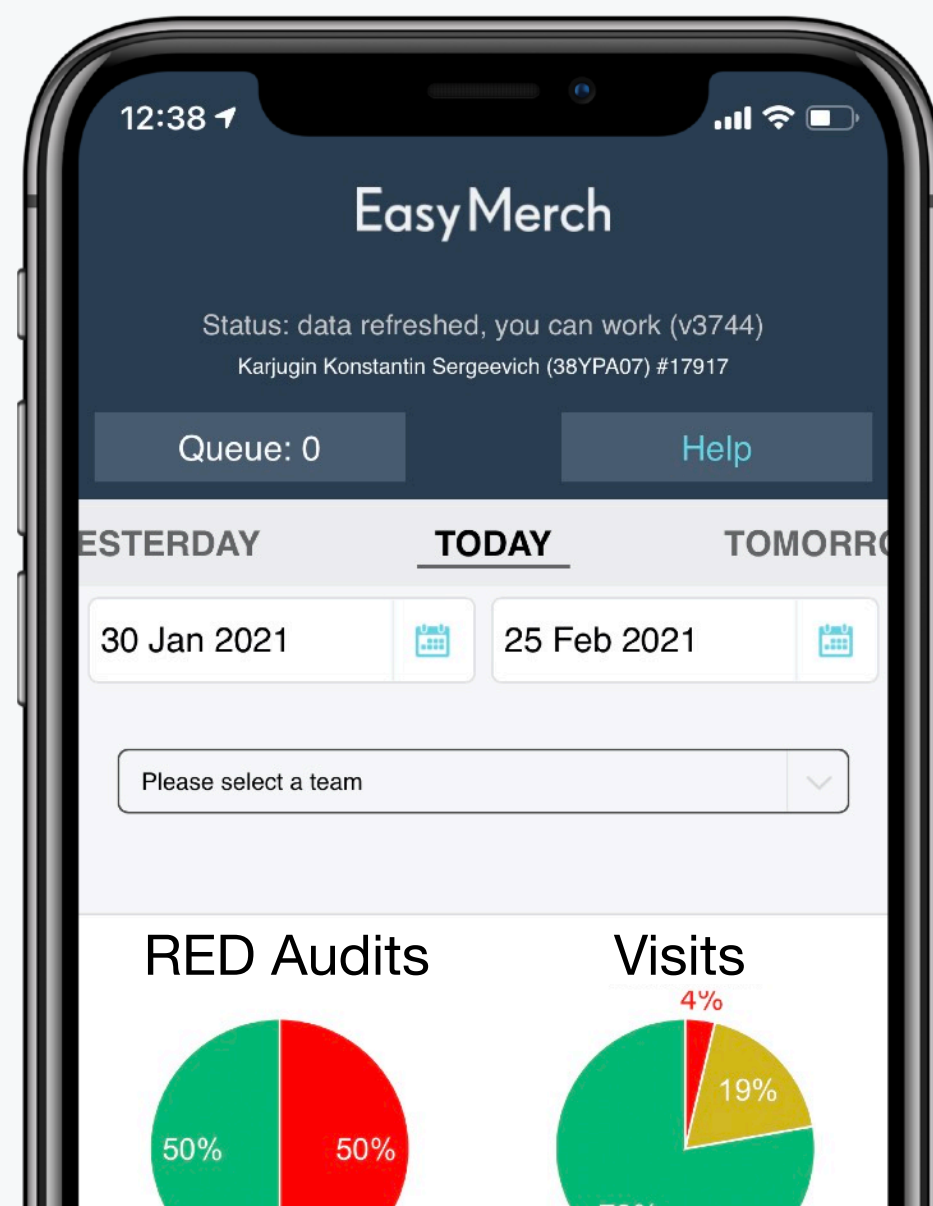 12:38
EasyMerch
Status: data refreshed, you can work (v3744)
Karjugin Konstantin Sergeevich (38YPA07) #17917
Queue: 0 Help
ESTERDAY TODAY TOMORRO
30 Jan 2021 25 Feb 2021
Please select a team
RED Audits Visits
4%
19%
50% 50%